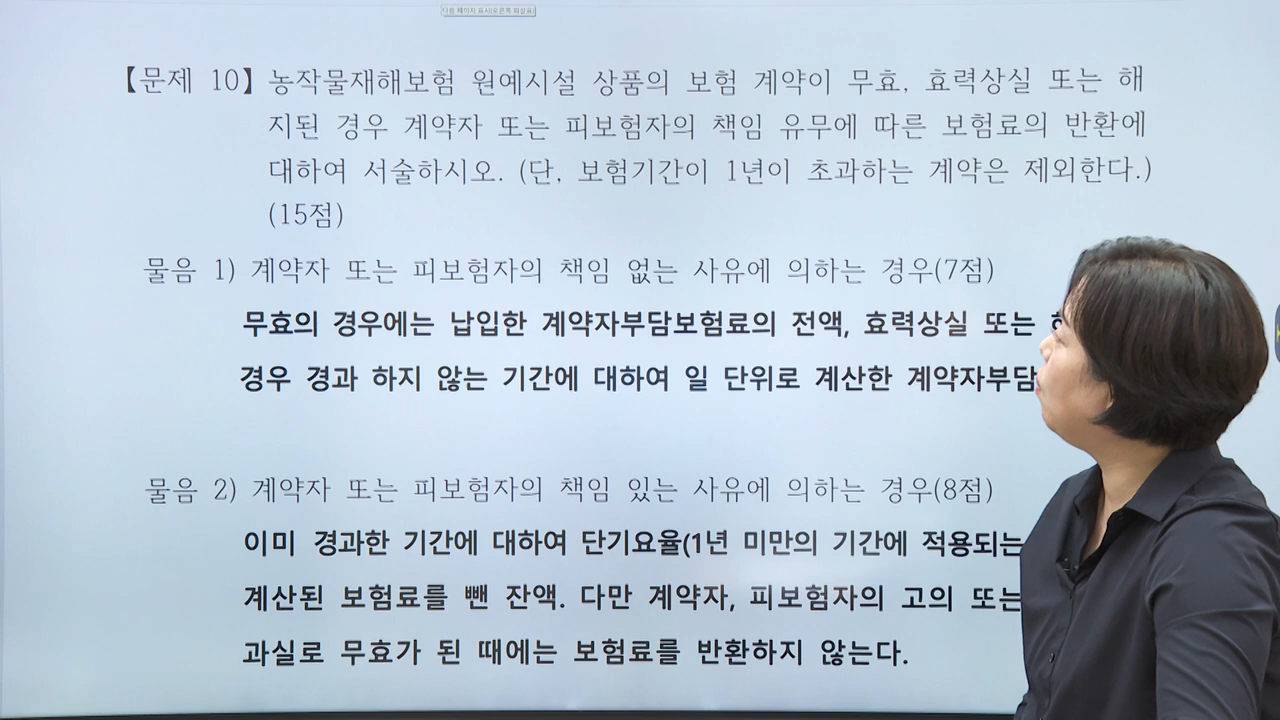 다음 페이지 표시(오른쪽 화살표)
【문제 10】 농작물재해보험 원예시설 상품의 보험 계약이 무효, 효력상실 또는 해
지된 경우 계약자 또는 피보험자의 책임 유무에 따른 보험료의 반환에
대하여 서술하시오. (단, 보험기간이 1년이 초과하는 계약은 제외한다.)
(15점)
물음 1) 계약자 또는 피보험자의 책임 없는 사유에 의하는 경우(7점)
무효의 경우에는 납입한 계약자부담보험료의 전액, 효력상실 또는
경우 경과 하지 않는 기간에 대하여 일 단위로 계산한 계약자부담
물음 2) 계약자 또는 피보험자의 책임 있는 사유에 의하는 경우(8점)
이미 경과한 기간에 대하여 단기요율(1년 미만의 기간에 적용되는
계산된 보험료를 뺀 잔액. 다만 계약자, 피보험자의 고의 또는
과실로 무효가 된 때에는 보험료를 반환하지 않는다.